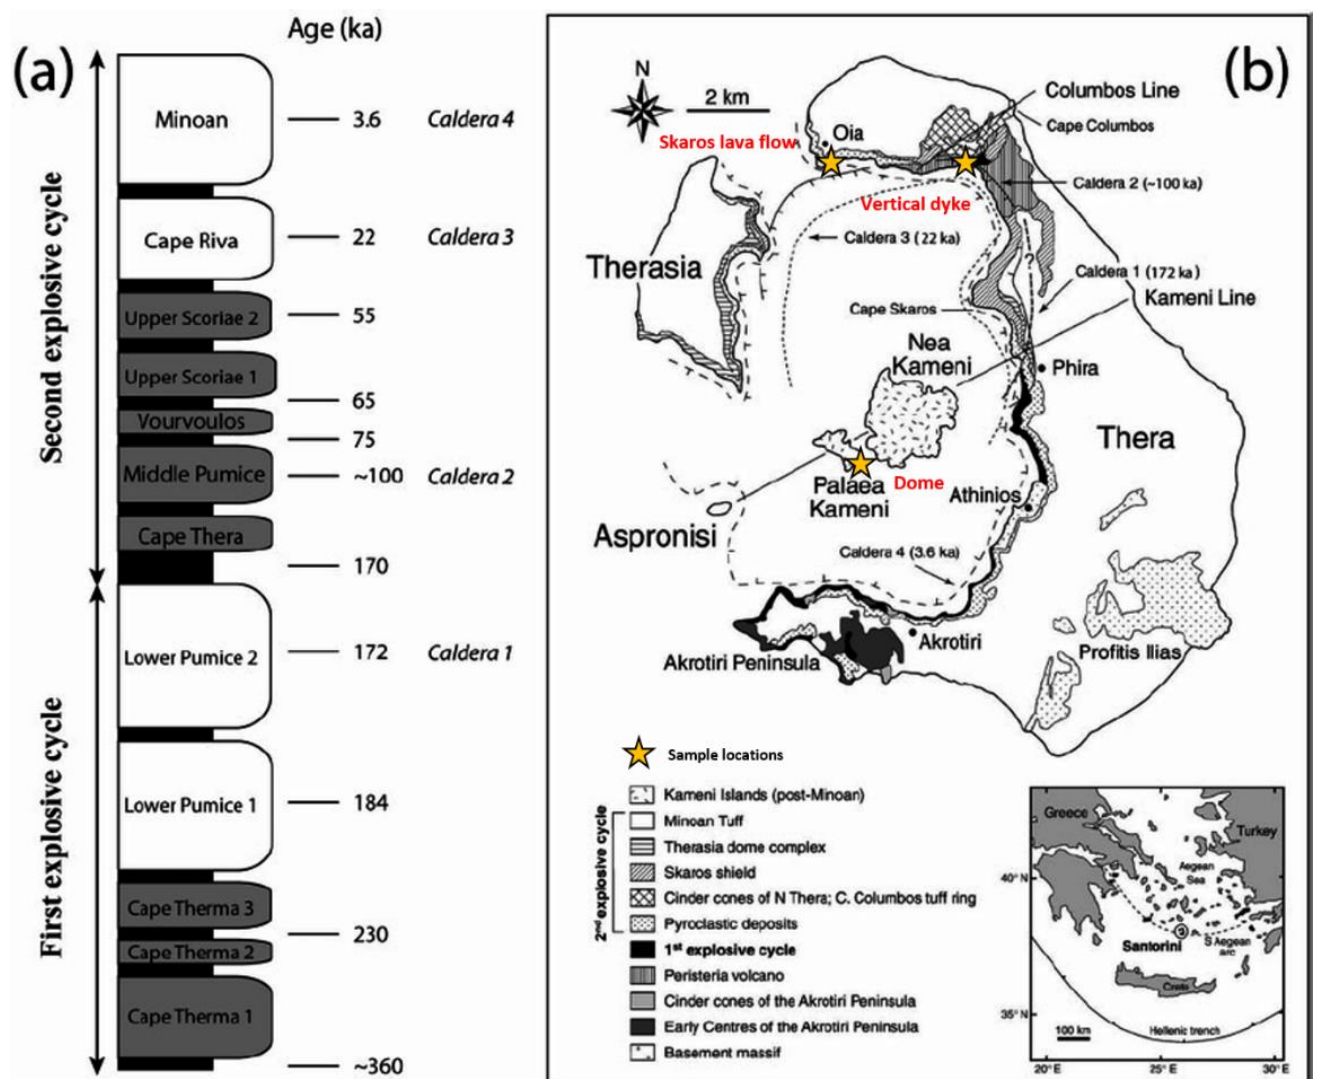 (a)
Age (ka)
Second explosive cycle
First explosive cycle
Minoan
3.6
Caldera 4
Cape Riva
22
Caldera 3
Upper Scoriae 2
55
Upper Scoriae 1
65
Vourvoulos
75
Middle Pumice
~100
Caldera 2
Cape Thera
170
Lower Pumice 2
172
Caldera 1
Lower Pumice 1
184
Cape Therma 3
230
Cape Therma 2
Cape Therma 1
~360
(b)
N
2 km
Columbos Line
Cape Columbos
Oia
Skaros lava flow
Caldera 2 (~100 ka)
Vertical dyke
Caldera 3 (22 ka)
Therasia
?
Caldera 1 (172 ka)
Kameni Line
Cape Skaros
Nea
Kameni
Phira
Thera
Dome
Palaea
Kameni
Athinios
Aspronisi
Caldera 4 (3.6 ka)
Akrotiri
Akrotiri Peninsula
Profitis Ilias
Sample locations
Kameni Islands (post-Minoan)
2nd explosive cycle
Minoan Tuff
Therasia dome complex
Skaros shield
Cinder cones of N Thera; C. Columbos tuff ring
Pyroclastic deposits
1st explosive cycle
Peristeria volcano
Cinder cones of the Akrotiri Peninsula
Early Centres of the Akrotiri Peninsula
Basement massif
Greece
Turkey
Aegean
Sea
40° N
Santorini
S Aegean
arc
Crete
35° N
100 km
Hellenic trench
20° E
25° E
30° E